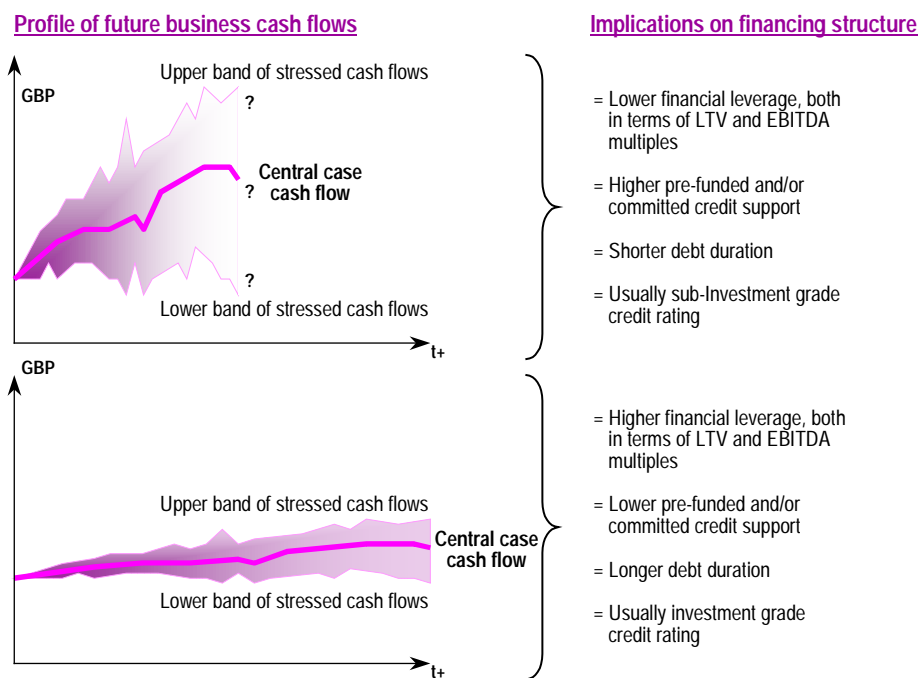 Profile of future business cash flows
Implications on financing structure
GBP
Upper band of stressed cash flows
?
Central case
cash flow
?
?
Lower band of stressed cash flows
t+
= Lower financial leverage, both
in terms of LTV and EBITDA
multiples
= Higher pre-funded and/or
committed credit support
= Shorter debt duration
= Usually sub-Investment grade
credit rating
GBP
Upper band of stressed cash flows
Central case
cash flow
Lower band of stressed cash flows
t+
= Higher financial leverage, both
in terms of LTV and EBITDA
multiples
= Lower pre-funded and/or
committed credit support
= Longer debt duration
= Usually investment grade
credit rating